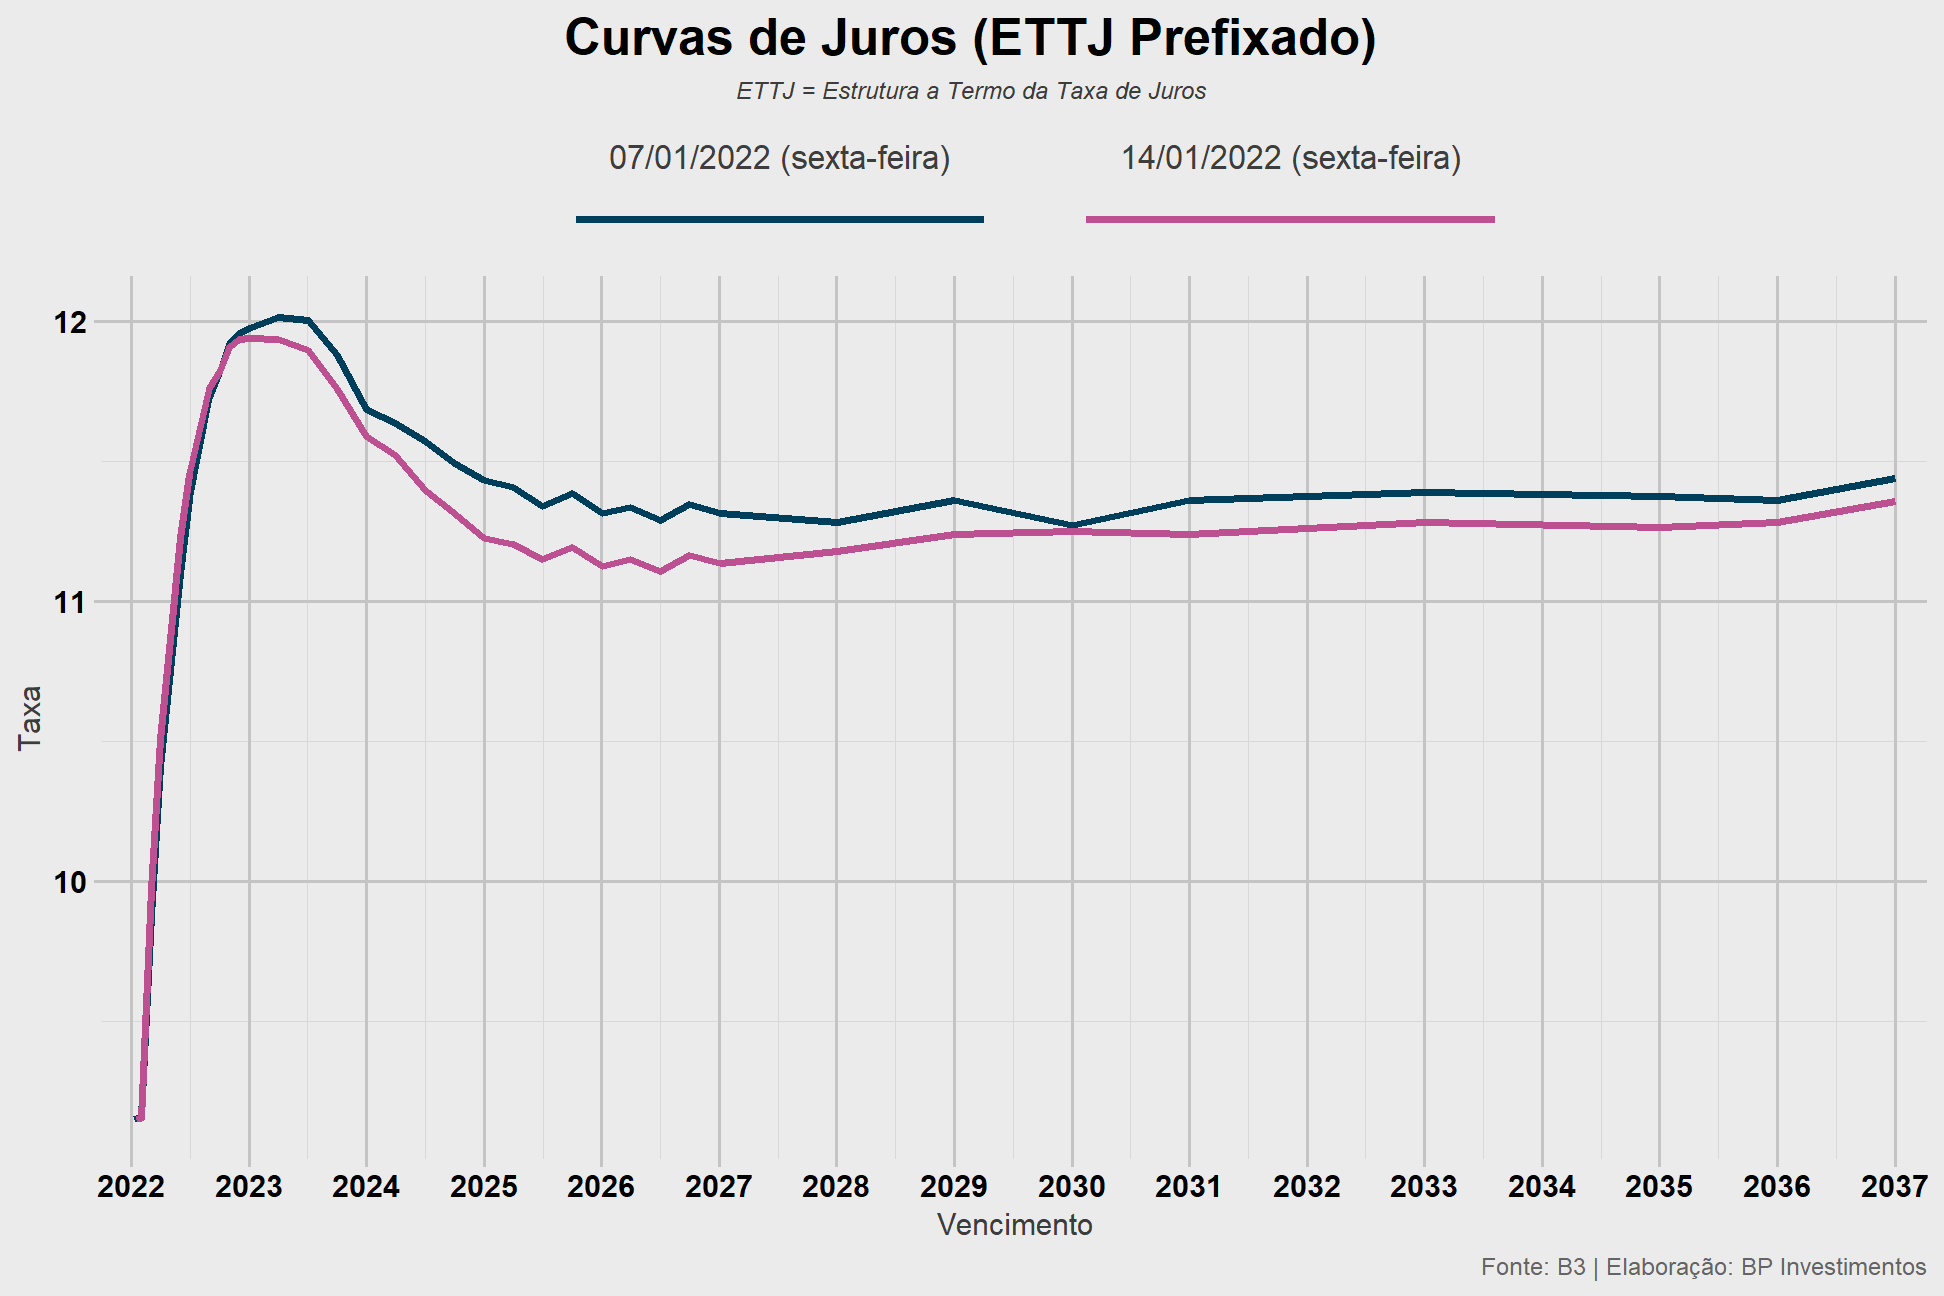 Curvas de Juros (ETTJ Prefixado)
ETTJ = Estrutura a Termo da Taxa de Juros
07/01/2022 (sexta-feira)
14/01/2022 (sexta-feira)
12
11
10
Taxa
2022 2023 2024 2025 2026 2027 2028 2029 2030 2031 2032 2033 2034 2035 2036 2037
Vencimento
Fonte: B3 | Elaboração: BP Investimentos